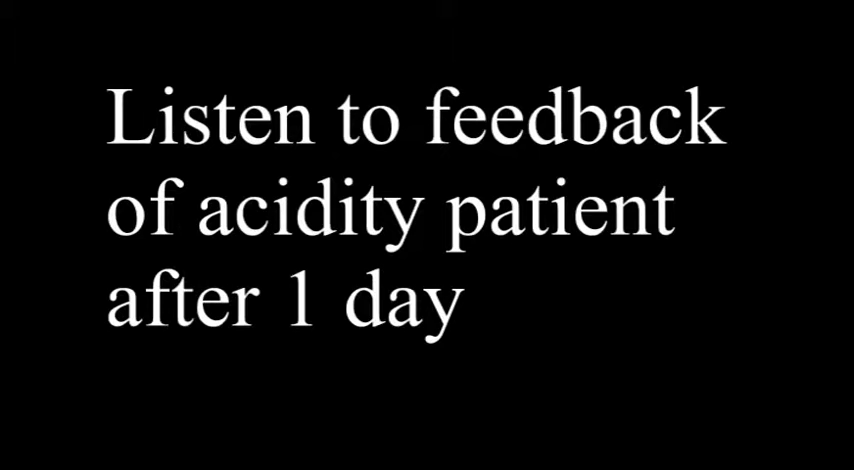 Listen to feedback
of acidity patient
after 1 day